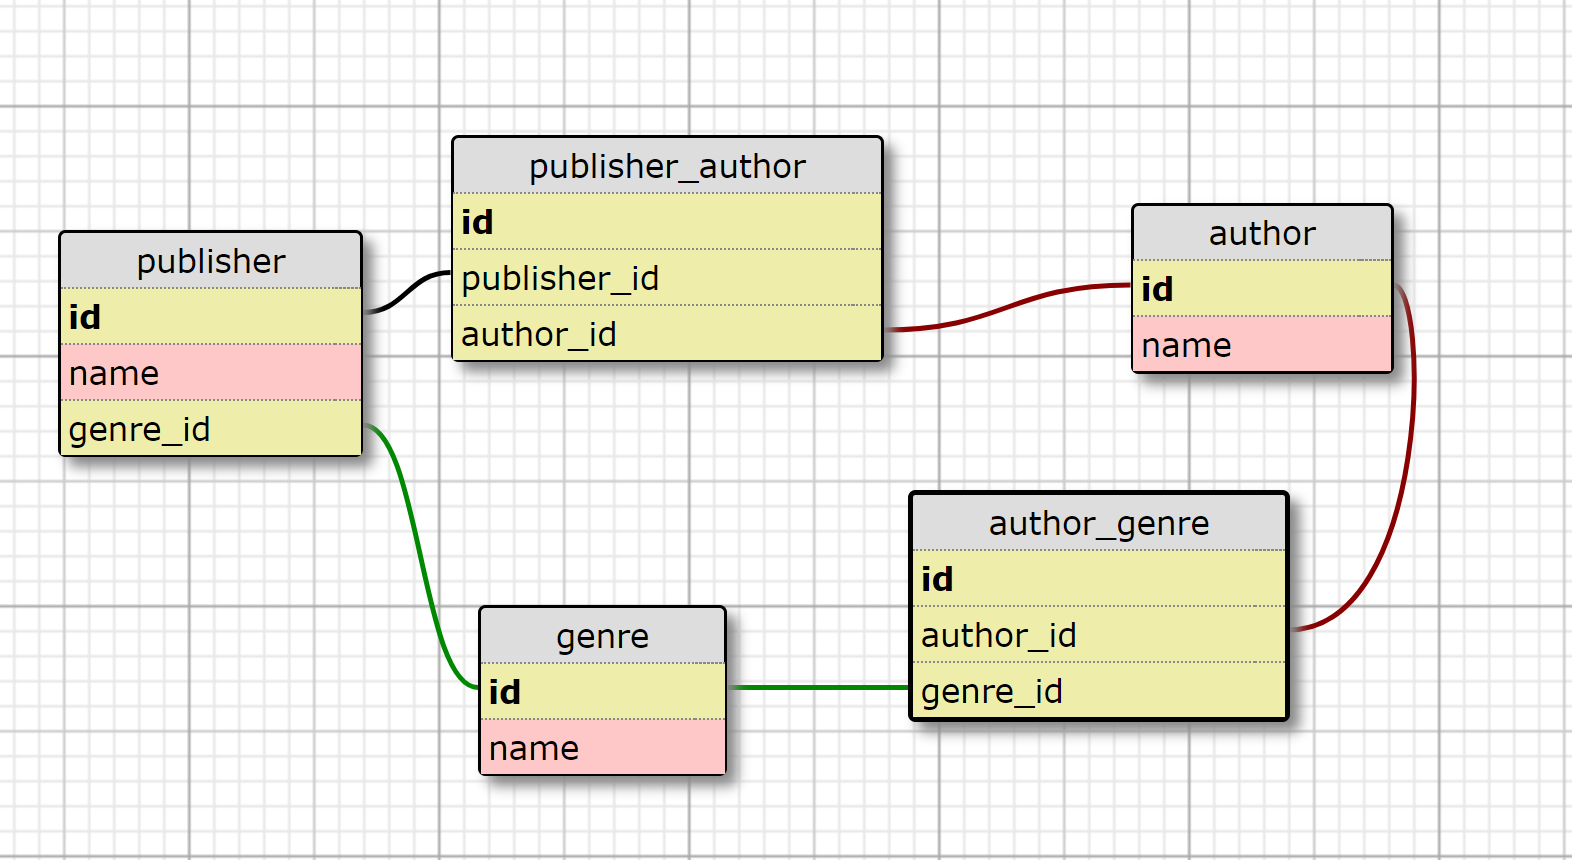 publisher
id
name
genre_id
publisher_author
id
publisher_id
author_id
author
id
name
genre
id
name
author_genre
id
author_id
genre_id